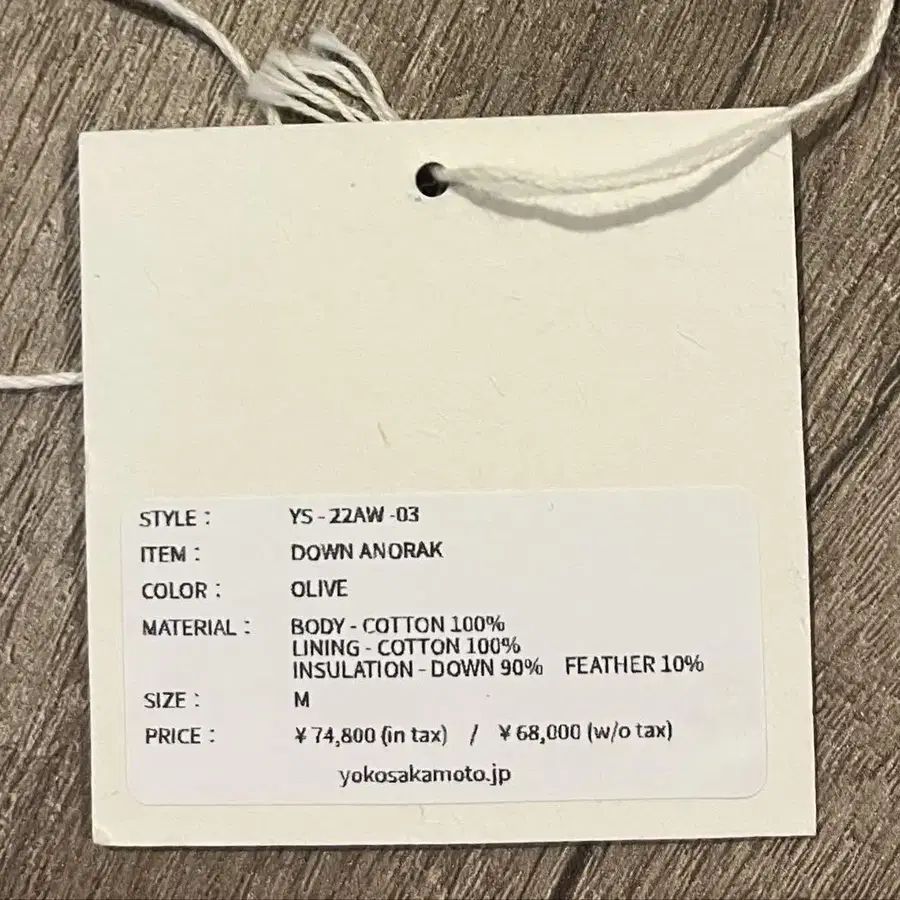 STYLE : YS - 22AW -03
ITEM : DOWN ANORAK
COLOR : OLIVE
MATERIAL : BODY - COTTON 100%
LINING - COTTON 100%
INSULATION - DOWN 90% FEATHER 10%
SIZE : M
PRICE : ¥ 74,800 (in tax) / ¥ 68,000 (w/o tax)
yokosakamoto.jp